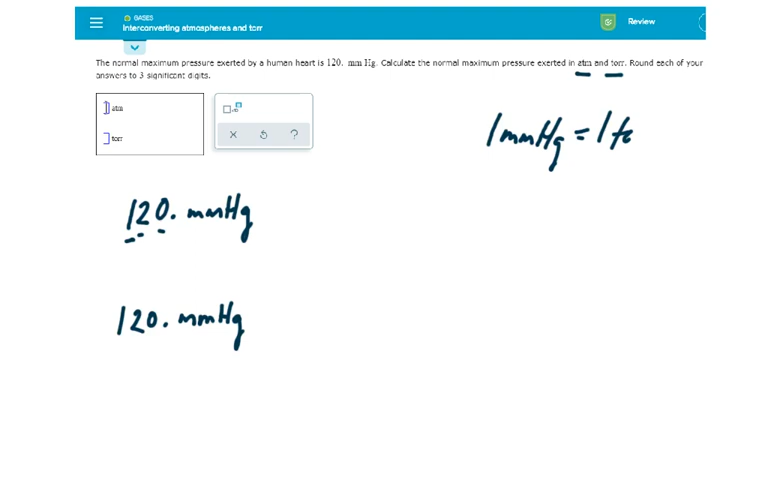 GASES
Interconverting atmospheres and torr
Review
The normal maximum pressure exerted by a human heart is 120. mm Hg. Calculate the normal maximum pressure exerted in atm and torr. Round each of your
answers to 3 significant digits.
atm
x10
torr
1 mmHg = 1 to
120. mmHg
120. mmHg